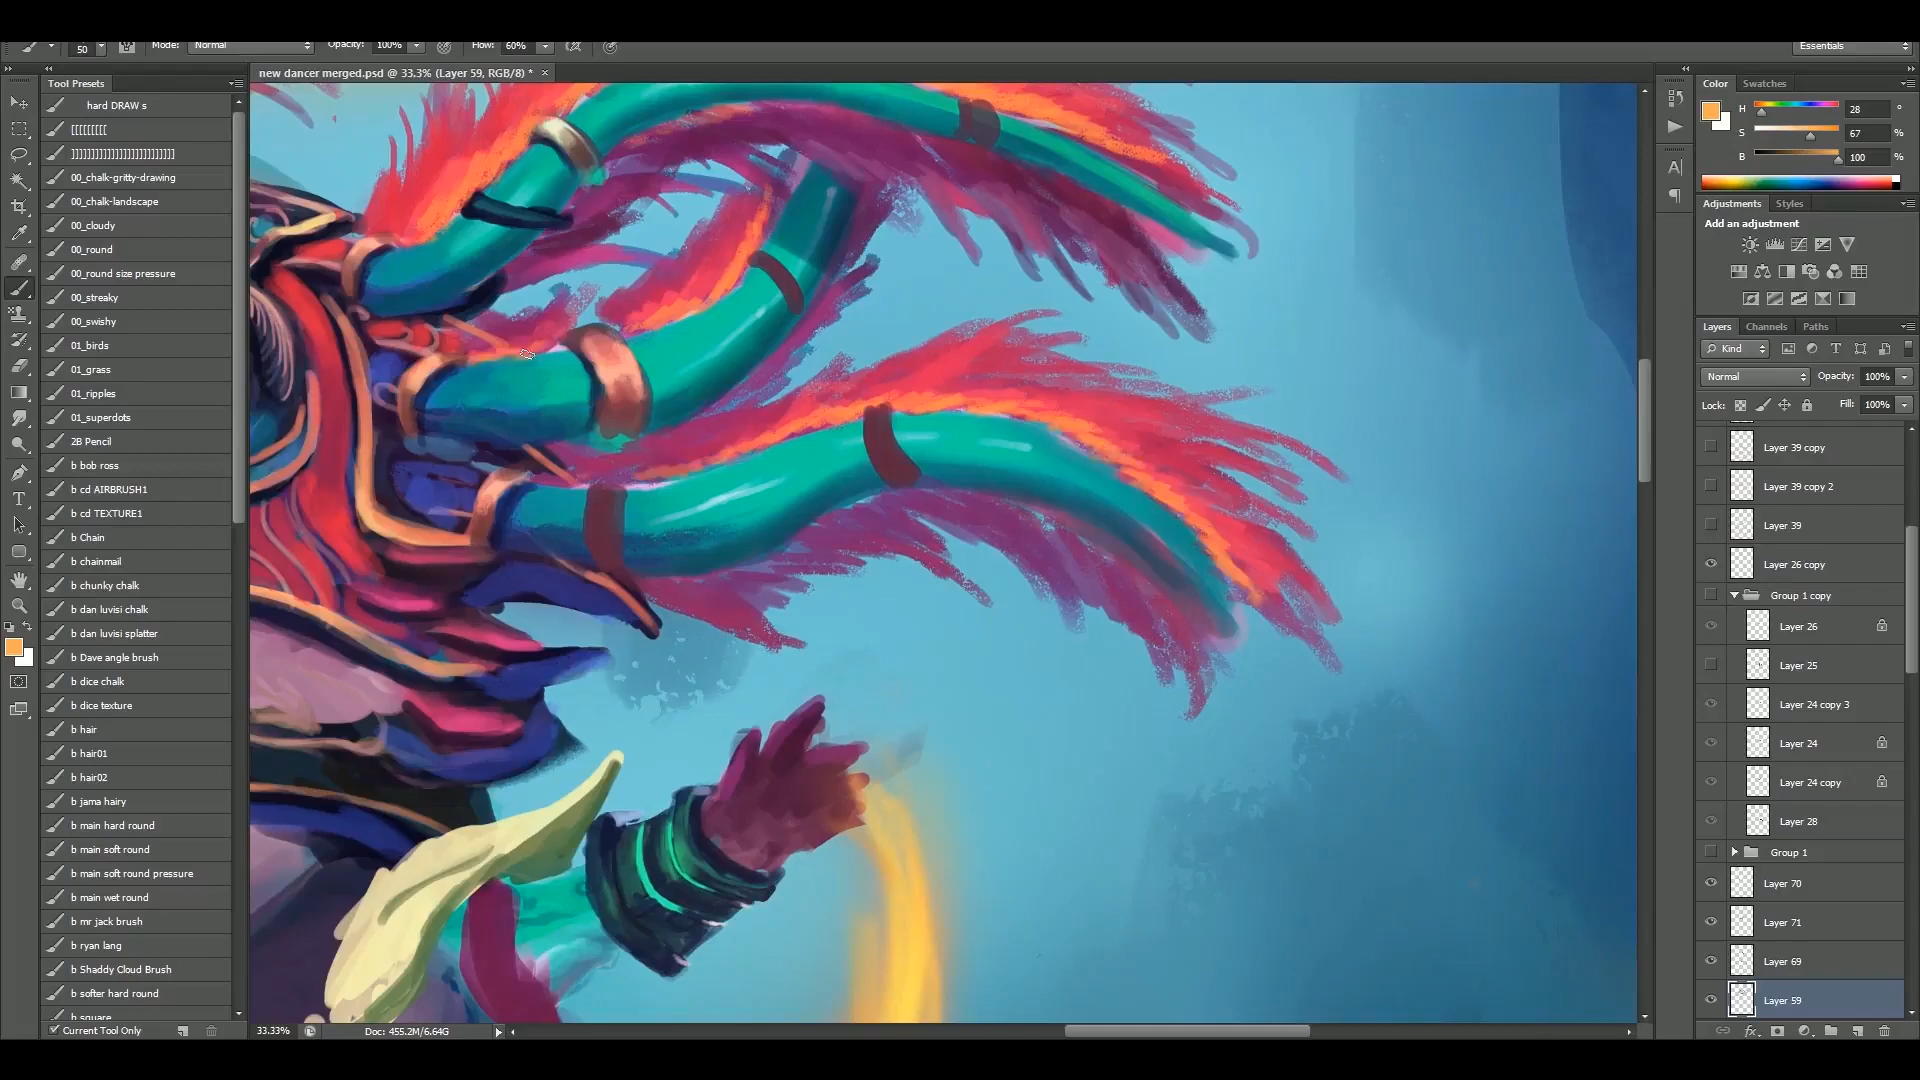 50 Mode: Normal Opacity: 100% Flow: 60% Essentials
new dancer merged.psd @ 33.3% (Layer 59, RGB/8) * ×
Tool Presets
hard DRAW s
00_chalk-gritty-drawing
00_chalk-landscape
00_cloudy
00_round
00_round size pressure
00_streaky
00_swishy
01_birds
01_grass
01_ripples
01_superdots
2B Pencil
b bob ross
b cd AIRBRUSH1
b cd TEXTURE1
b Chain
b chainmail
b chunky chalk
b dan luvisi chalk
b dan luvisi splatter
b Dave angle brush
b dice chalk
b dice texture
b hair
b hair01
b hair02
b jama hairy
b main hard round
b main soft round
b main soft round pressure
b main wet round
b mr jack brush
b ryan lang
b Shaddy Cloud Brush
b softer hard round
b square
Current Tool Only
33.33% Doc: 455.2M/6.64G
Color Swatches
H 28 °
S 67 %
B 100 %
Adjustments Styles
Add an adjustment
Layers Channels Paths
Kind
Normal Opacity: 100%
Lock: Fill: 100%
Layer 39 copy
Layer 39 copy 2
Layer 39
Layer 26 copy
Group 1 copy
Layer 26
Layer 25
Layer 24 copy 3
Layer 24
Layer 24 copy
Layer 28
Group 1
Layer 70
Layer 71
Layer 69
Layer 59